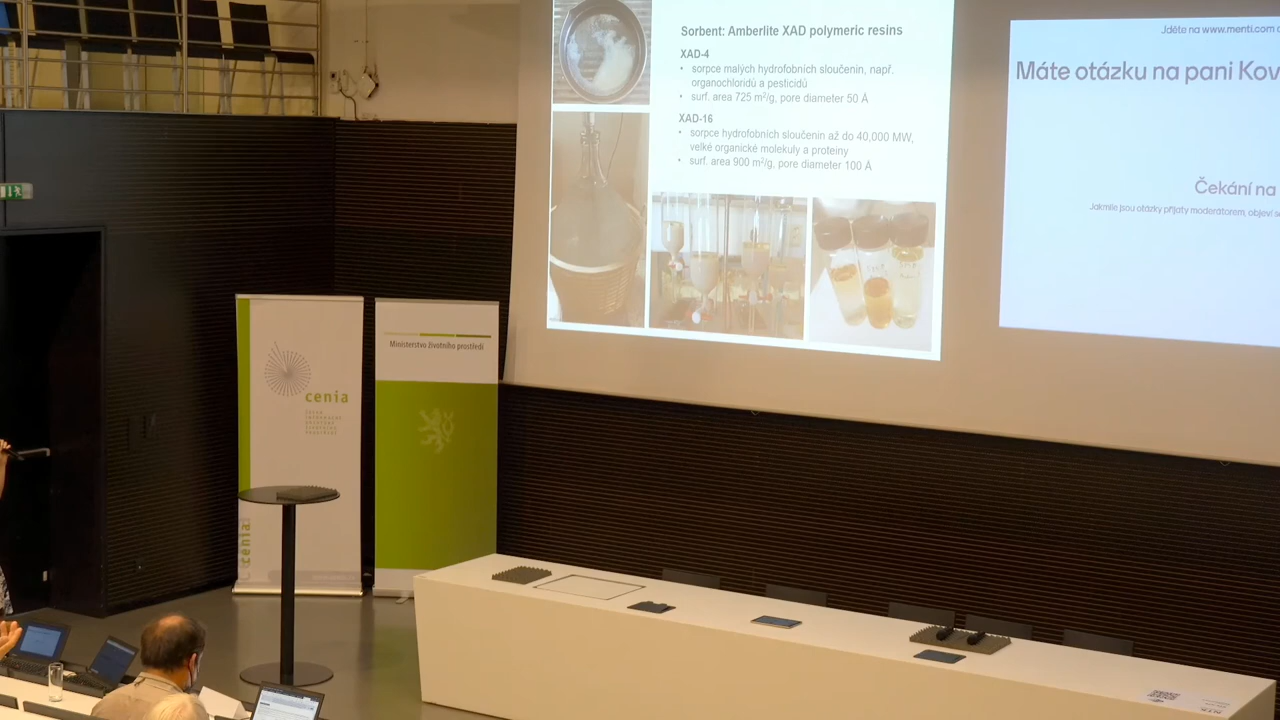 Sorbent: Amberlite XAD polymeric resins
XAD-4
• sorpce malých hydrofobních sloučenin, např.
organochloridů a pesticidů
• surf. area 725 m²/g, pore diameter 50 Å
XAD-16
• sorpce hydrofobních sloučenin až do 40,000 MW,
velké organické molekuly a proteiny
• surf. area 900 m²/g, pore diameter 100 Å
Jděte na www.menti.com
Máte otázku na pani Kov
Čekání na
Jakmile jsou otázky přijaty moderátorem, objeví
cenia
Ministerstvo životního prostředí
cenia